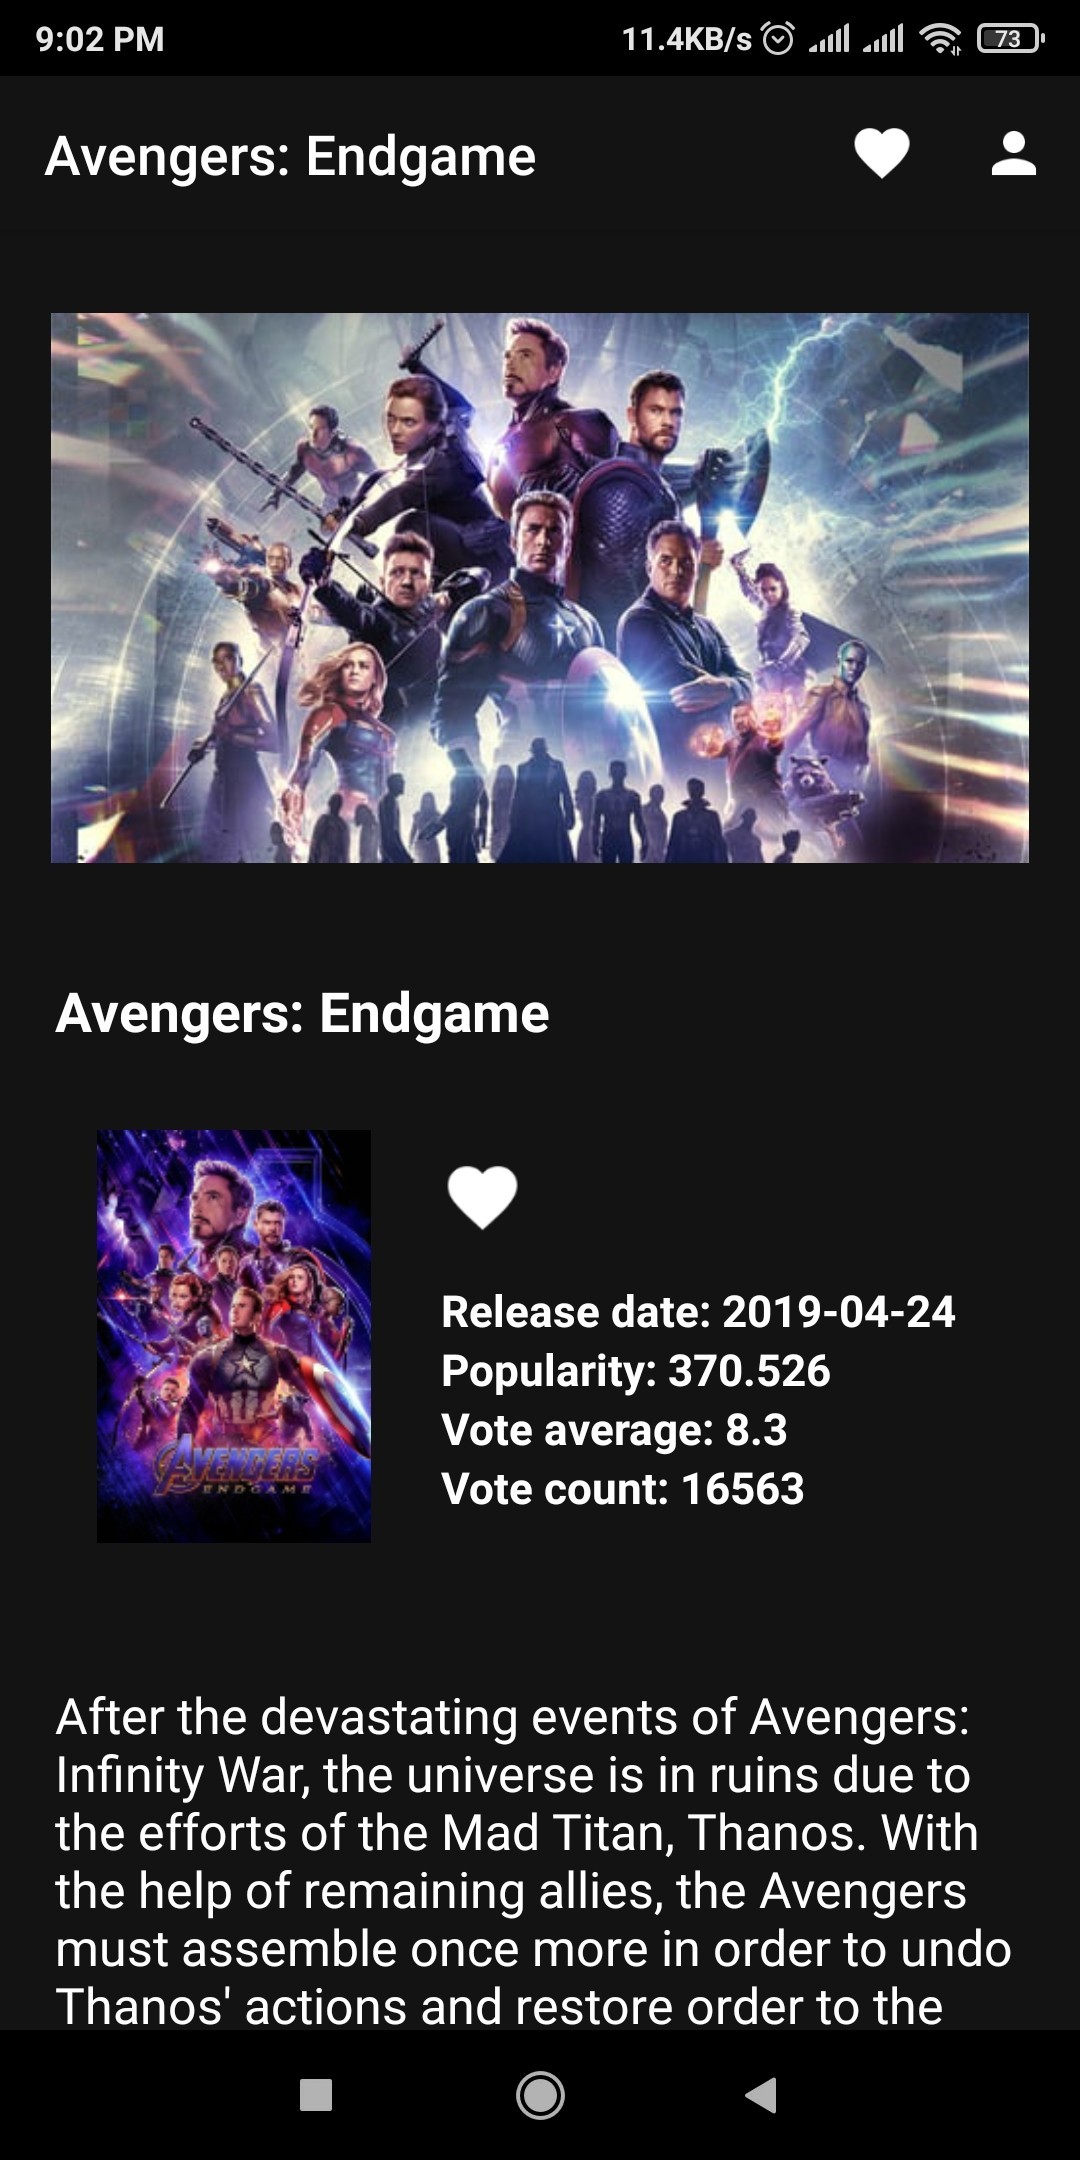 9:02 PM 11.4KB/s 73
Avengers: Endgame
Avengers: Endgame
AVENGERS
ENDGAME
Release date: 2019-04-24
Popularity: 370.526
Vote average: 8.3
Vote count: 16563
After the devastating events of Avengers:
Infinity War, the universe is in ruins due to
the efforts of the Mad Titan, Thanos. With
the help of remaining allies, the Avengers
must assemble once more in order to undo
Thanos' actions and restore order to the